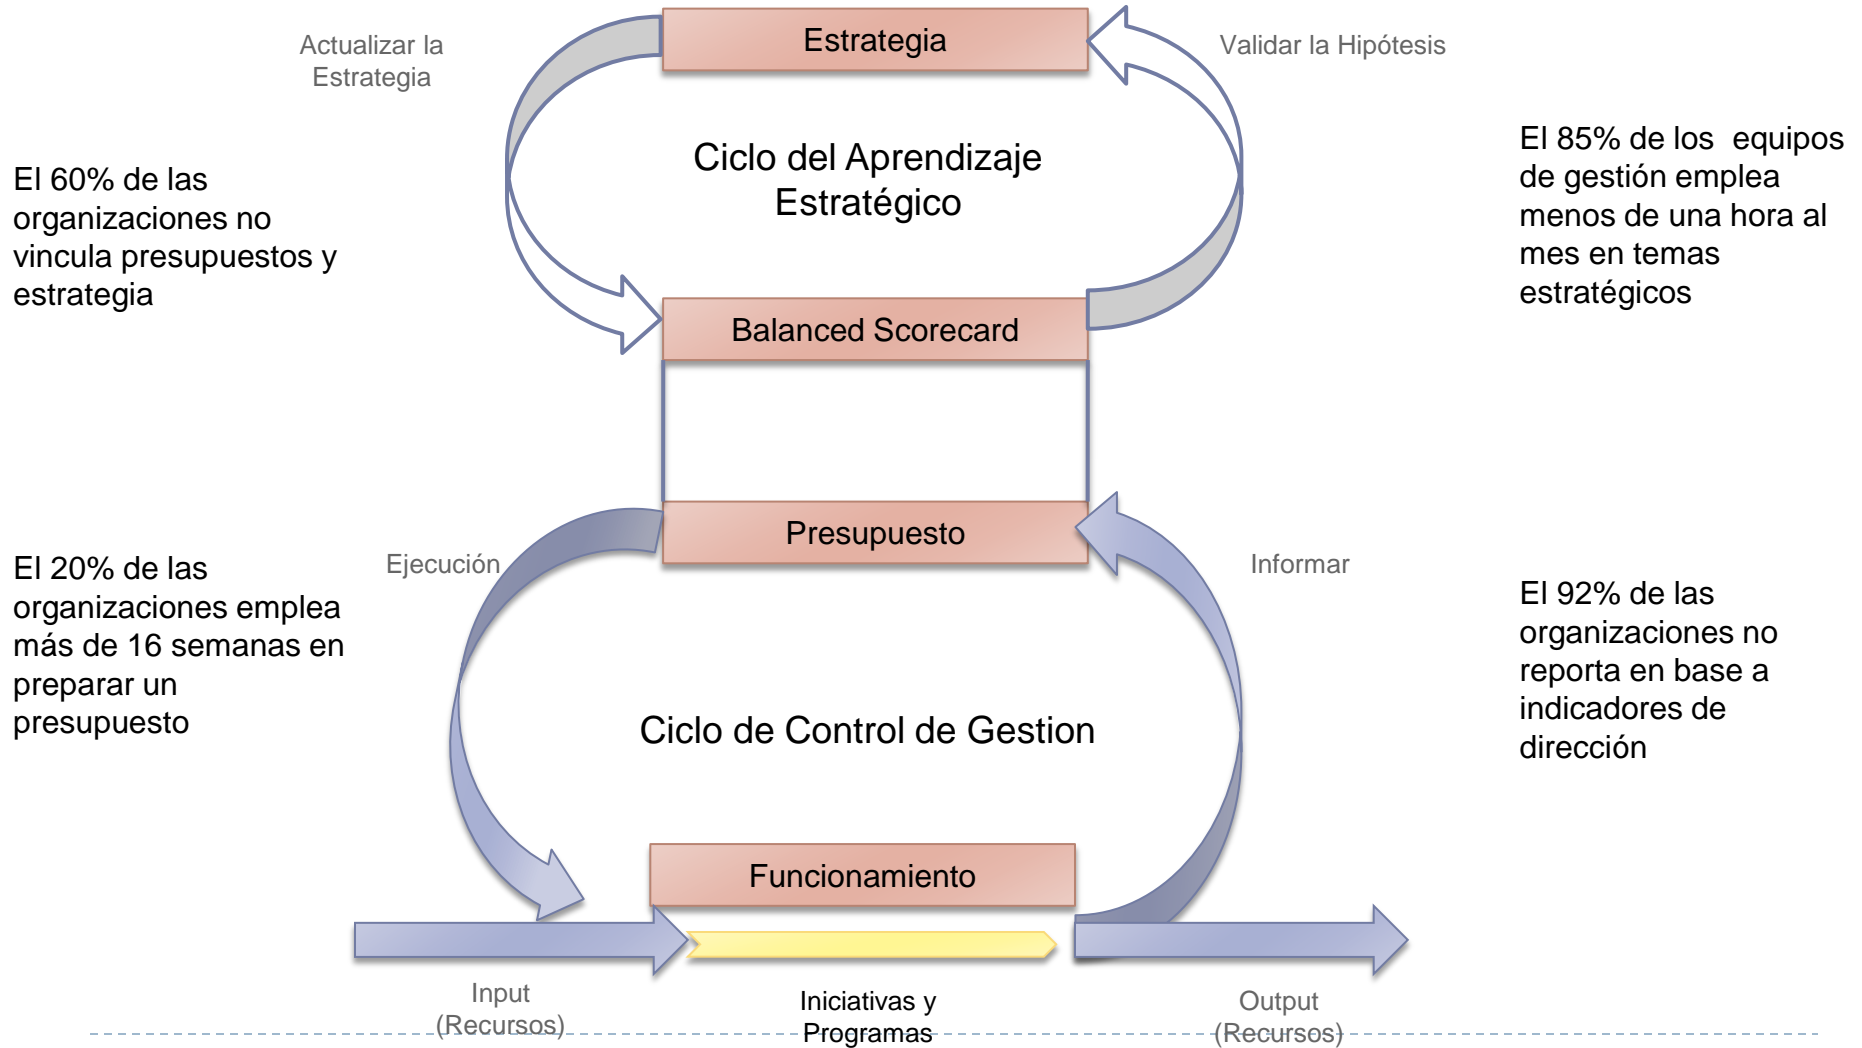 Actualizar la
Estrategia
Estrategia
Validar la Hipótesis
Ciclo del Aprendizaje
Estratégico
El 60% de las
organizaciones no
vincula presupuestos y
estrategia
El 85% de los  equipos
de gestión emplea
menos de una hora al
mes en temas
estratégicos
Balanced Scorecard
Presupuesto
Ejecución
Informar
El 20% de las
organizaciones emplea
más de 16 semanas en
preparar un
presupuesto
El 92% de las
organizaciones no
reporta en base a
indicadores de
dirección
Ciclo de Control de Gestion
Funcionamiento
Input
(Recursos)
Iniciativas y
Programas
Output
(Recursos)